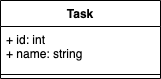 Task
+ id: int
+ name: string